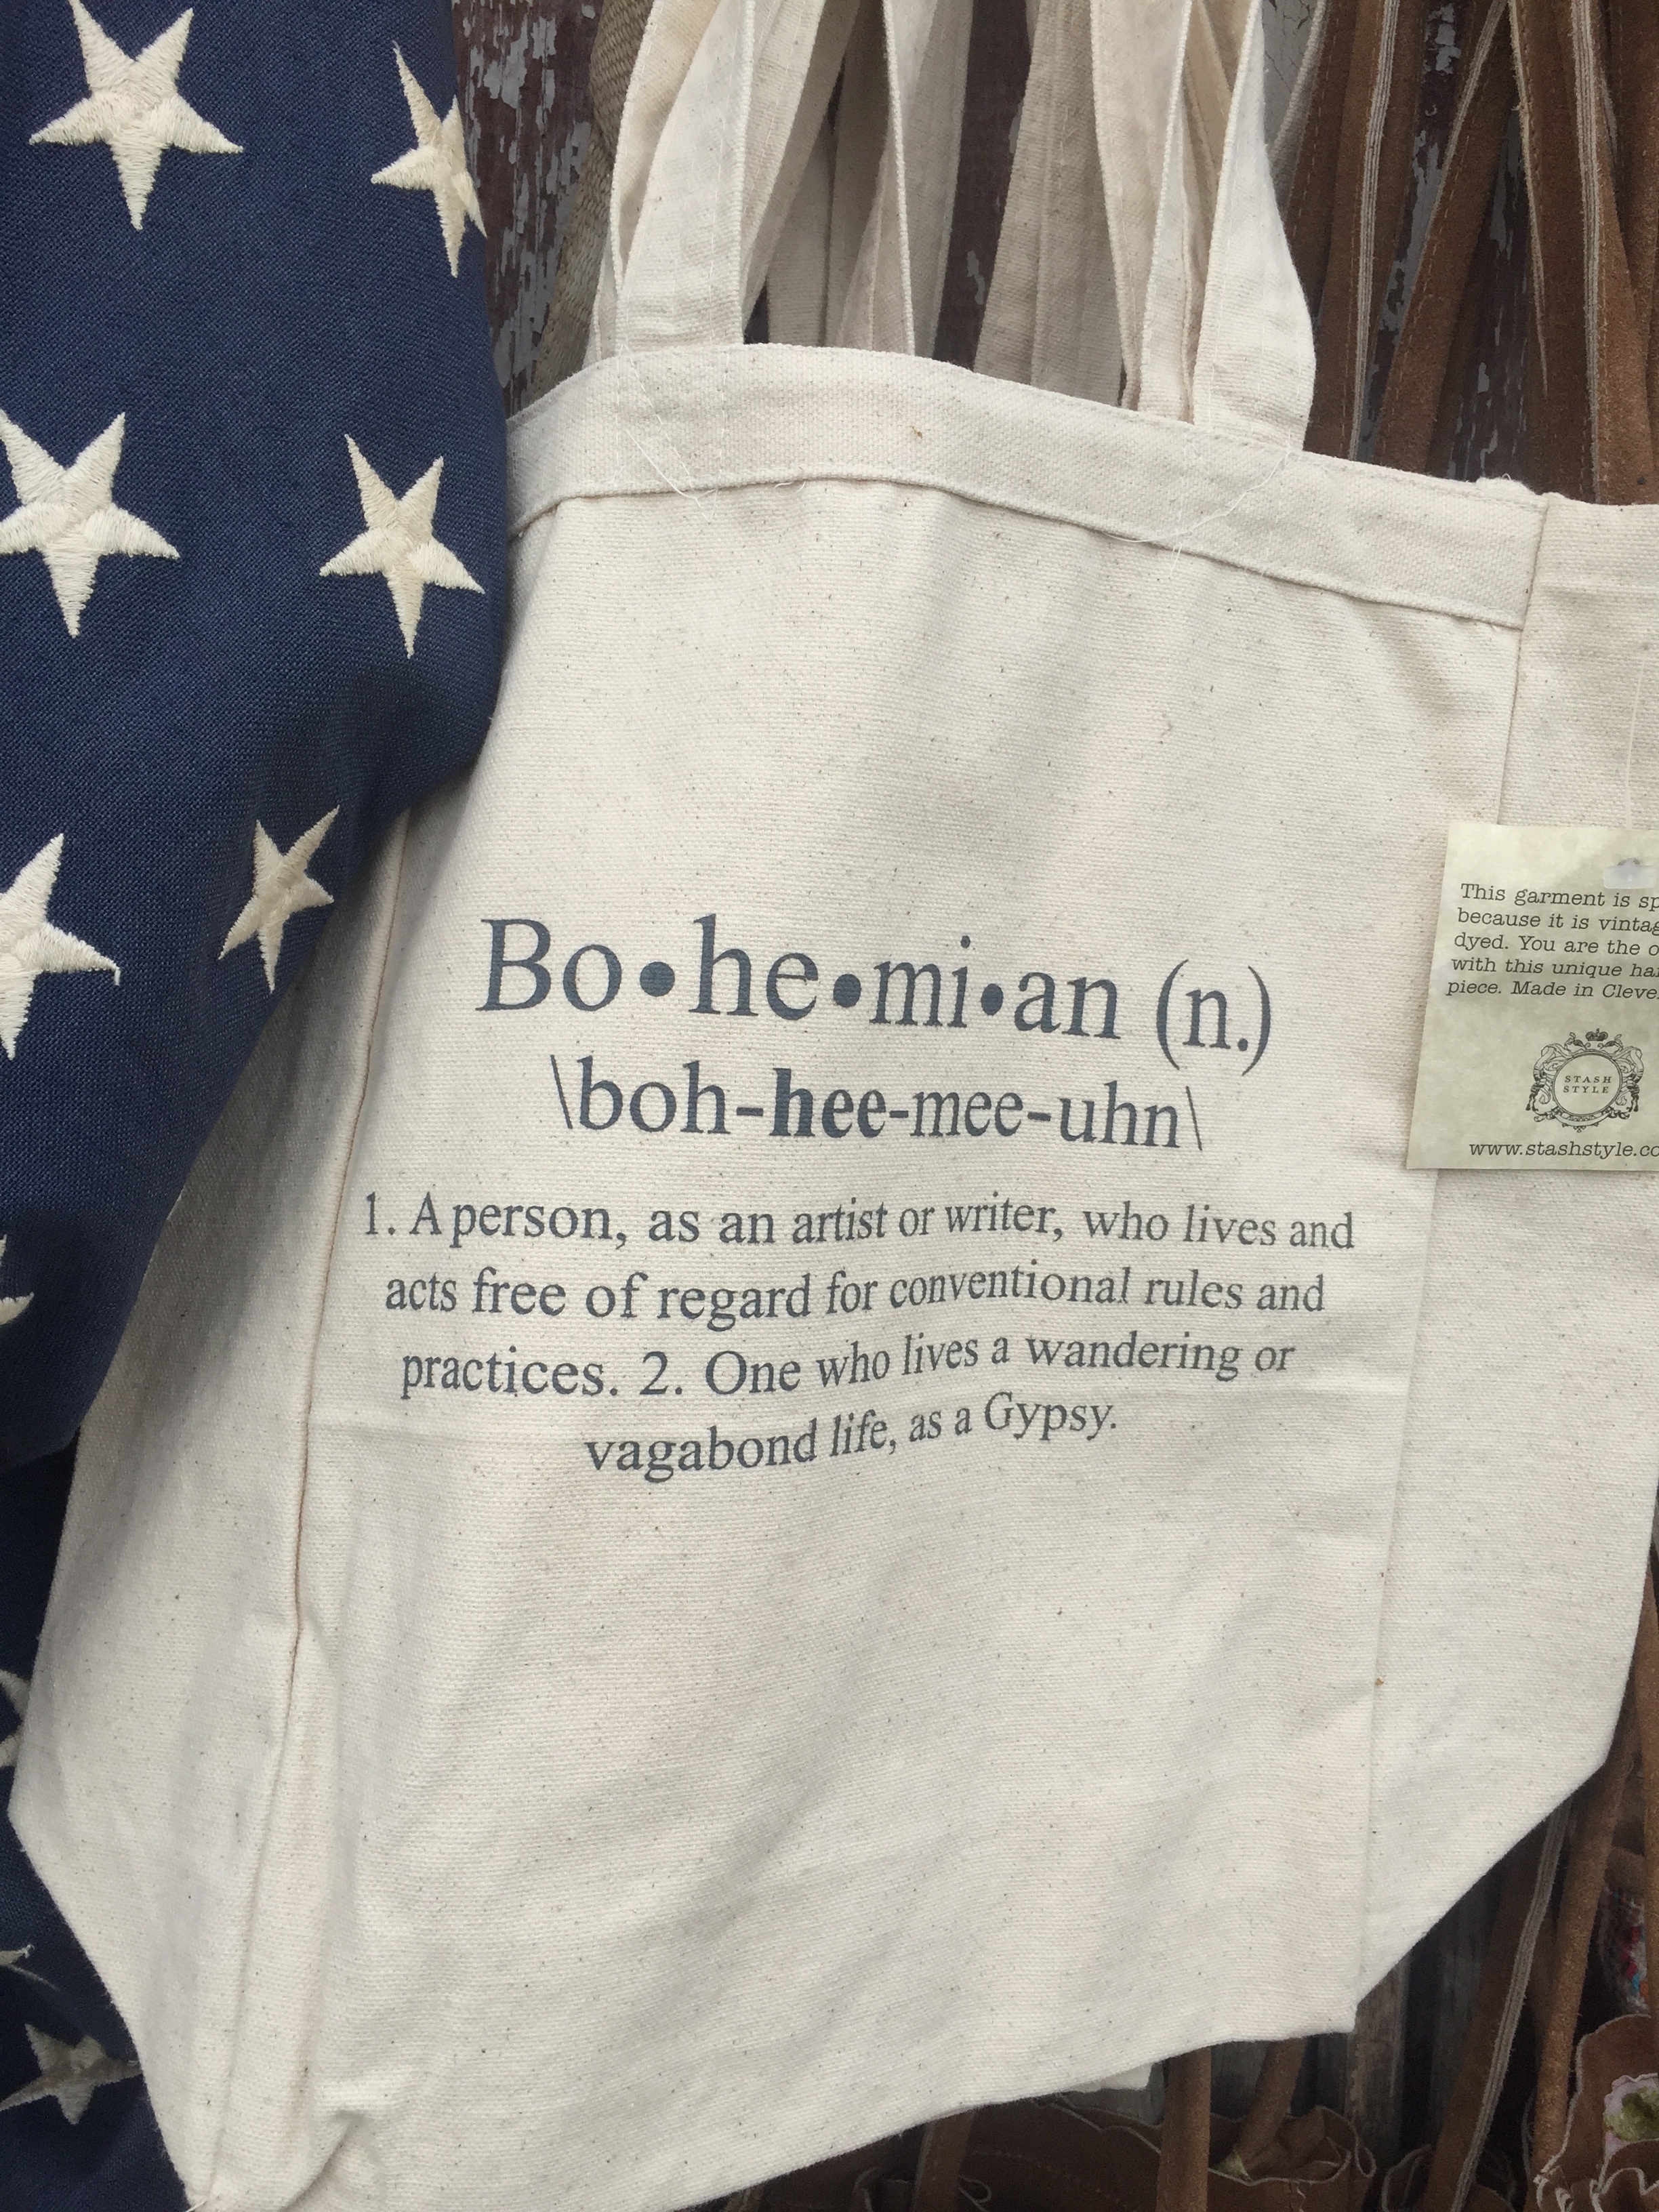 Bo•he•mi•an (n.)
\boh-hee-mee-uhn\
1. A person, as an artist or writer, who lives and
acts free of regard for conventional rules and
practices. 2. One who lives a wandering or
vagabond life, as a Gypsy.
This garment is
because it is
dyed. You are the
with this unique
piece. Made in
STASH
STYLE